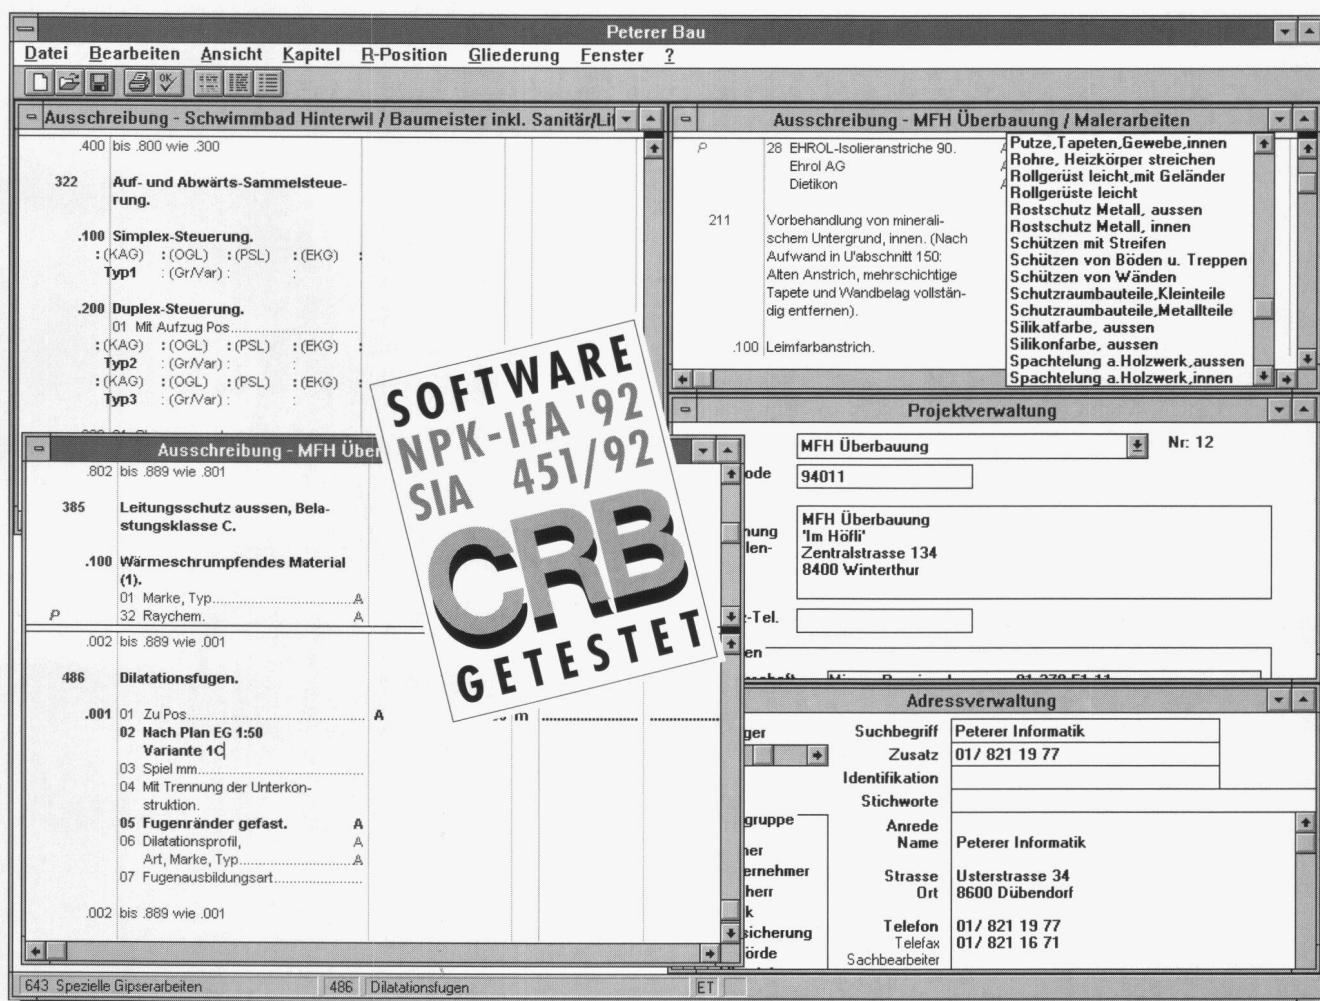 Peterer Bau
Datei Bearbeiten Ansicht Kapitel R-Position Gliederung Fenster ?
OK
Ausschreibung - Schwimmbad Hinterwil / Baumeister inkl. Sanitär/Li
.400 bis .800 wie .300
322 Auf- und Abwärts-Sammelsteue-
rung.
.100 Simplex-Steuerung.
:(KAG) :(OGL) :(PSL) :(EKG) :
Typ1 :(Gr/Var) : :
.200 Duplex-Steuerung.
01 Mit Aufzug Pos
:(KAG) :(OGL) :(PSL) :(EKG) :
Typ2 :(Gr/Var) : :
:(KAG) :(OGL) :(PSL) :(EKG) :
Typ3 :(Gr/Var) : :
Ausschreibung - MFH Überbauung / Malerarbeiten
P 28 EHROL-Isolieranstriche 90. A
Ehrol AG A
Dietikon A
211 Vorbehandlung von minerali-
schem Untergrund, innen. (Nach
Aufwand in U'abschnitt 150:
Alten Anstrich, mehrschichtige
Tapete und Wandbelag vollstän-
dig entfernen).
.100 Leimfarbanstrich.
Putze,Tapeten,Gewebe,innen
Rohre, Heizkörper streichen
Rollgerüst leicht,mit Geländer
Rollgerüste leicht
Rostschutz Metall, aussen
Rostschutz Metall, innen
Schützen mit Streifen
Schützen von Böden u. Treppen
Schützen von Wänden
Schutzraumbauteile,Kleinteile
Schutzraumbauteile,Metallteile
Silikatfarbe, aussen
Silikonfarbe, aussen
Spachtelung a.Holzwerk,aussen
Spachtelung a.Holzwerk,innen
SOFTWARE
NPK-IfA '92
SIA 451/92
CRB
GETESTET
Ausschreibung - MFH Über
.802 bis .889 wie .801
385 Leitungsschutz aussen, Bela-
stungsklasse C.
.100 Wärmeschrumpfendes Material
(1).
01 Marke, Typ A
P 32 Raychem. A
.002 bis .889 wie .001
486 Dilatationsfugen.
.001 01 Zu Pos A m
02 Nach Plan EG 1:50
Variante 1C
03 Spiel mm
04 Mit Trennung der Unterkon-
struktion.
05 Fugenränder gefast. A
06 Dilatationsprofil, A
Art, Marke, Typ A
07 Fugenausbildungsart
.002 bis .889 wie .001
Projektverwaltung
MFH Überbauung Nr: 12
ode 94011
nung
len-
MFH Überbauung
'Im Höfli'
Zentralstrasse 134
8400 Winterthur
-Tel.
en
Adressverwaltung
ger
gruppe
ner
ernehmer
herr
k
sicherung
örde
Suchbegriff Peterer Informatik
Zusatz 01/ 821 19 77
Identifikation
Stichworte
Anrede
Name Peterer Informatik
Strasse Usterstrasse 34
Ort 8600 Dübendorf
Telefon 01/ 821 19 77
Telefax 01/ 821 16 71
Sachbearbeiter
643 Spezielle Gipserarbeiten 486 Dilatationsfugen ET